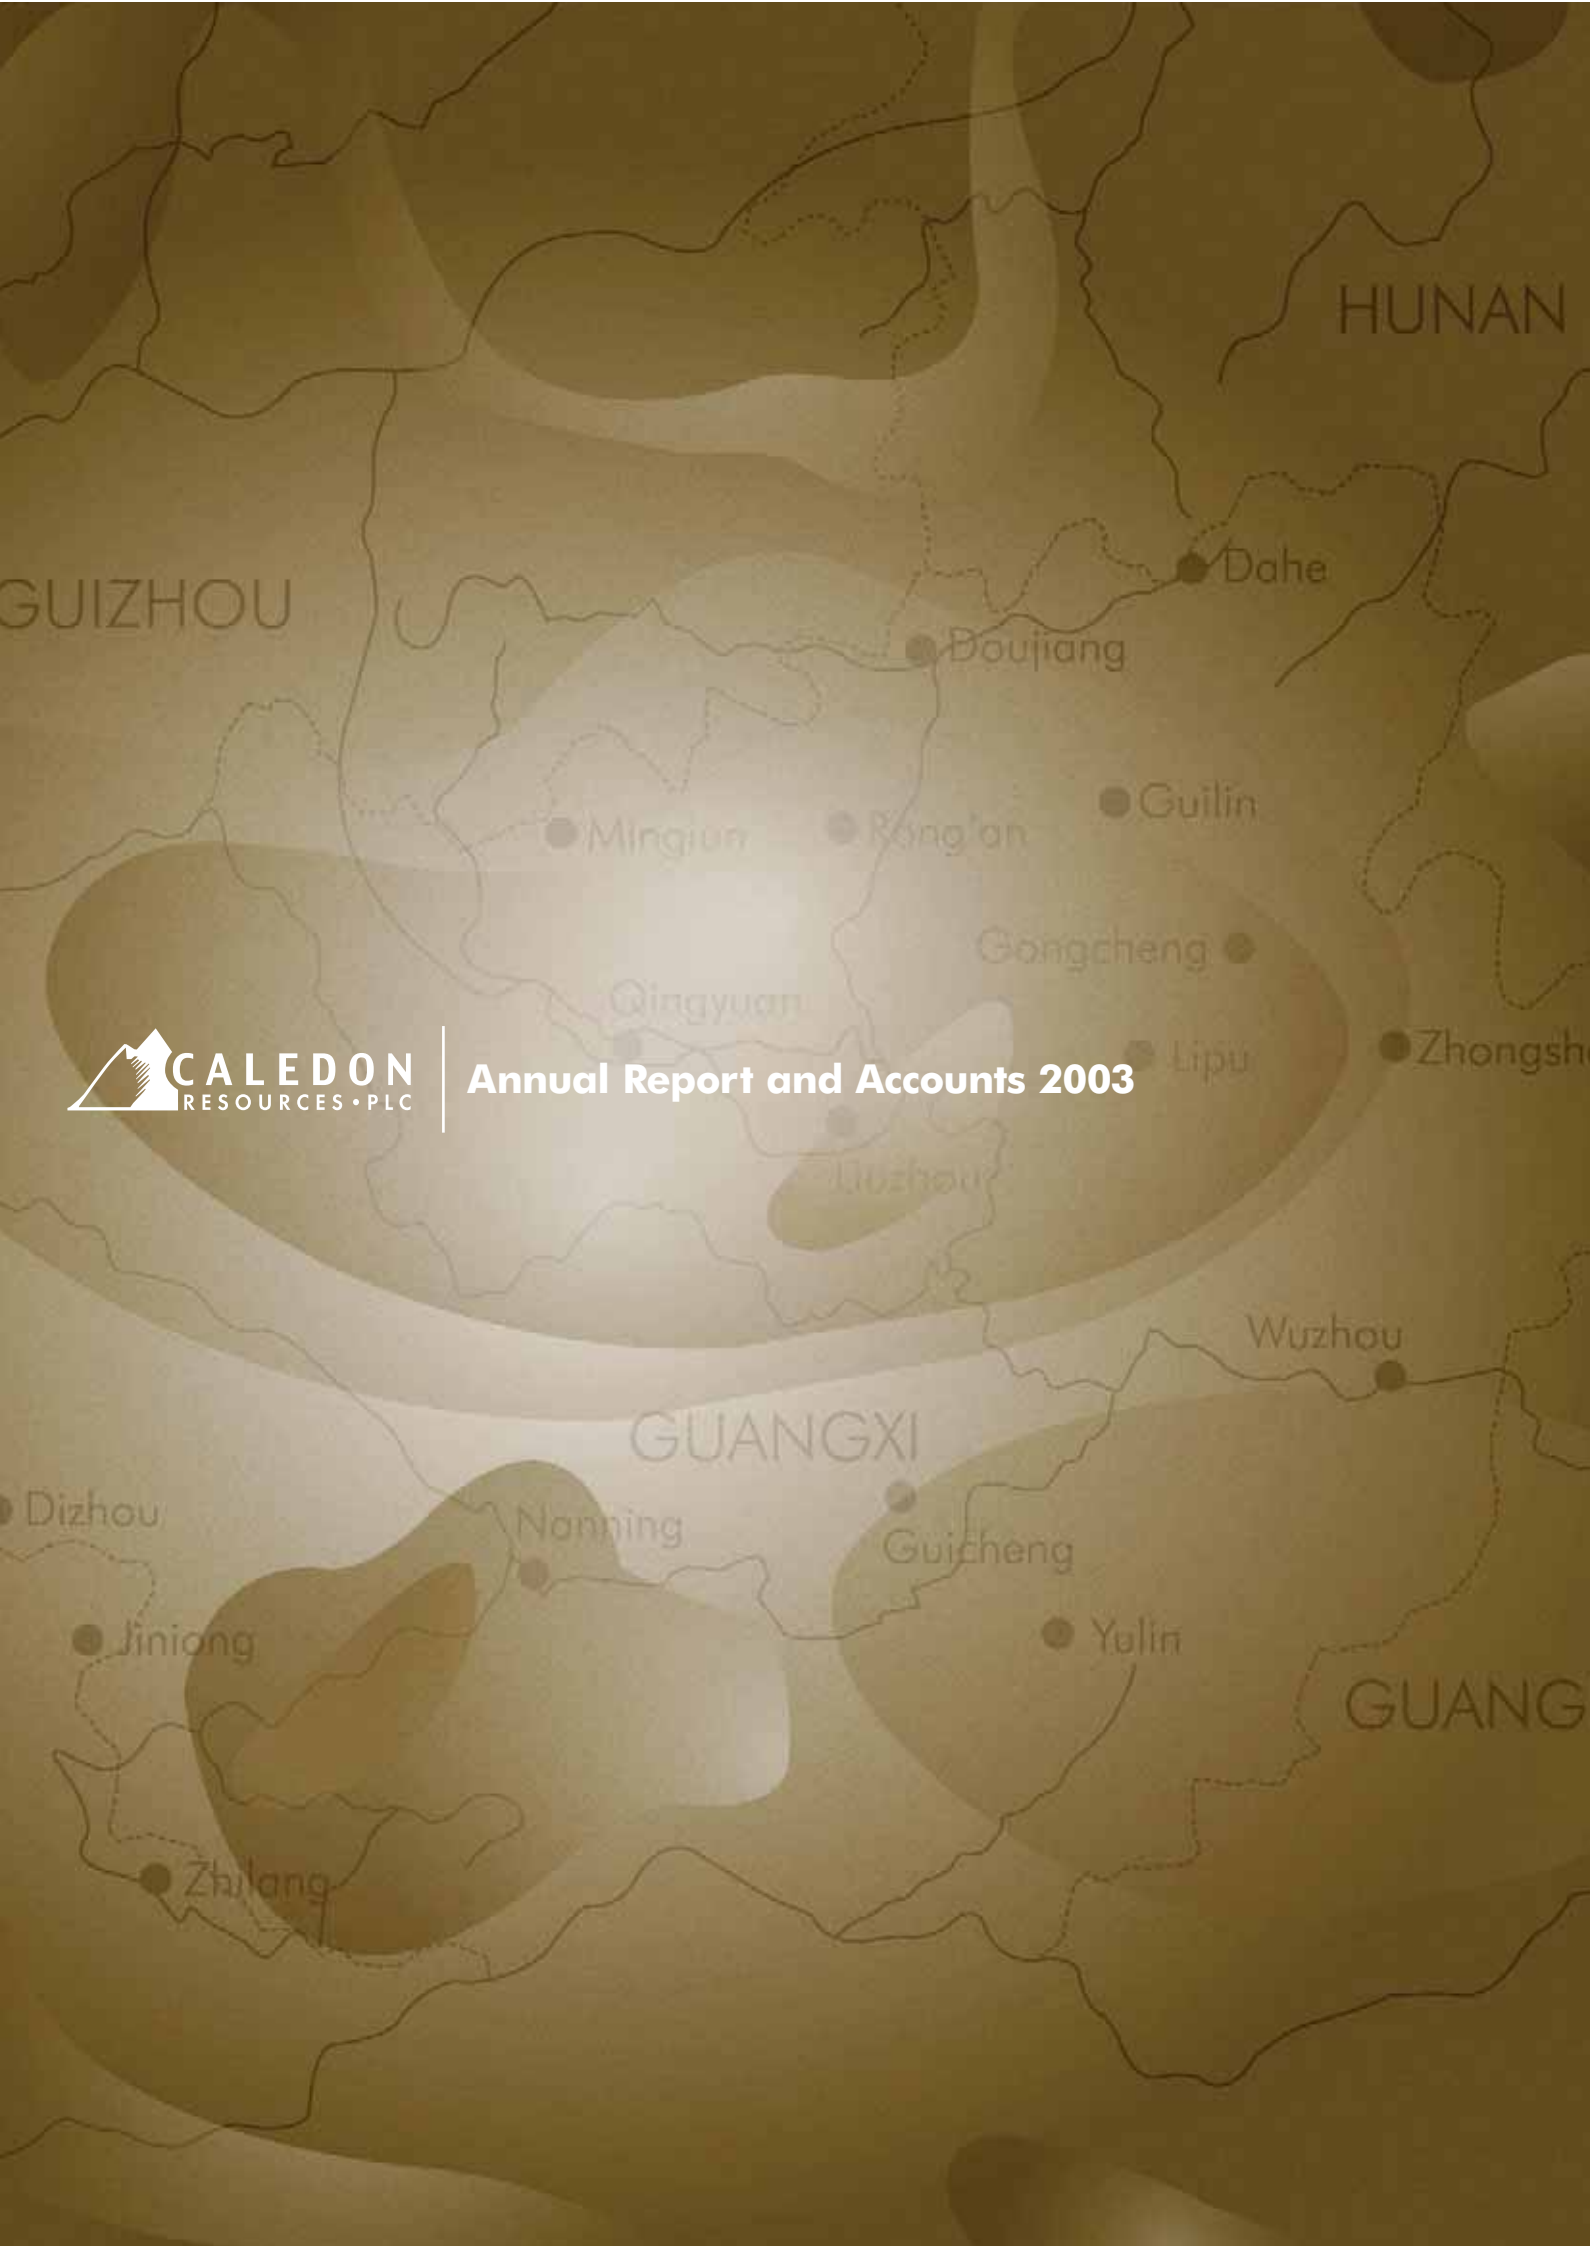 HUNAN
Dahe
GUIZHOU
Doujiang
Guilin
Mingiun
Rong'an
Gongcheng
Qingyuan
Zhongsh
Lipu
CALEDON
RESOURCES•PLC
Annual Report and Accounts 2003
Liuzhou
Wuzhou
GUANGXI
Dizhou
Nanning
Guicheng
Jiniong
Yulin
GUANG
Zhilang